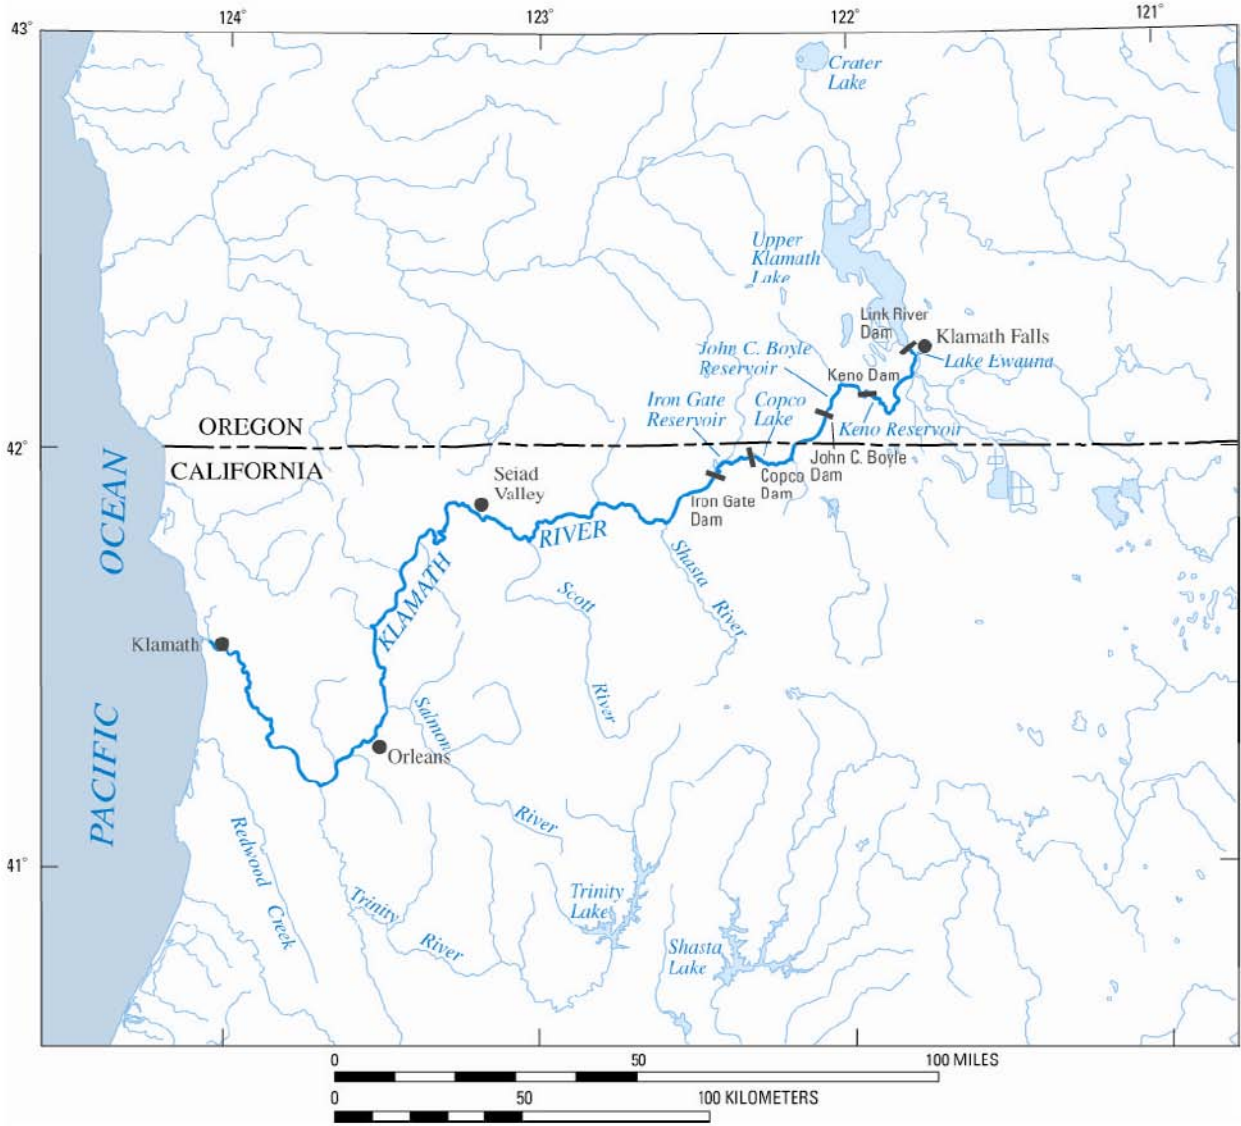 124°
123°
122°
121°
43°
Crater
Lake
Upper
Klamath
Lake
Link River
Dam
Klamath Falls
Lake Ewauna
John C. Boyle
Reservoir
Keno Dam
Iron Gate
Reservoir
Copco
Lake
Keno Reservoir
OREGON
42°
CALIFORNIA
John C. Boyle
Dam
Copco
Dam
Iron Gate
Dam
Seiad
Valley
KLAMATH RIVER
Shasta River
Scott River
PACIFIC OCEAN
Klamath
Salmon River
Orleans
Redwood Creek
41°
Trinity River
Trinity
Lake
Shasta
Lake
0 50 100 MILES
0 50 100 KILOMETERS